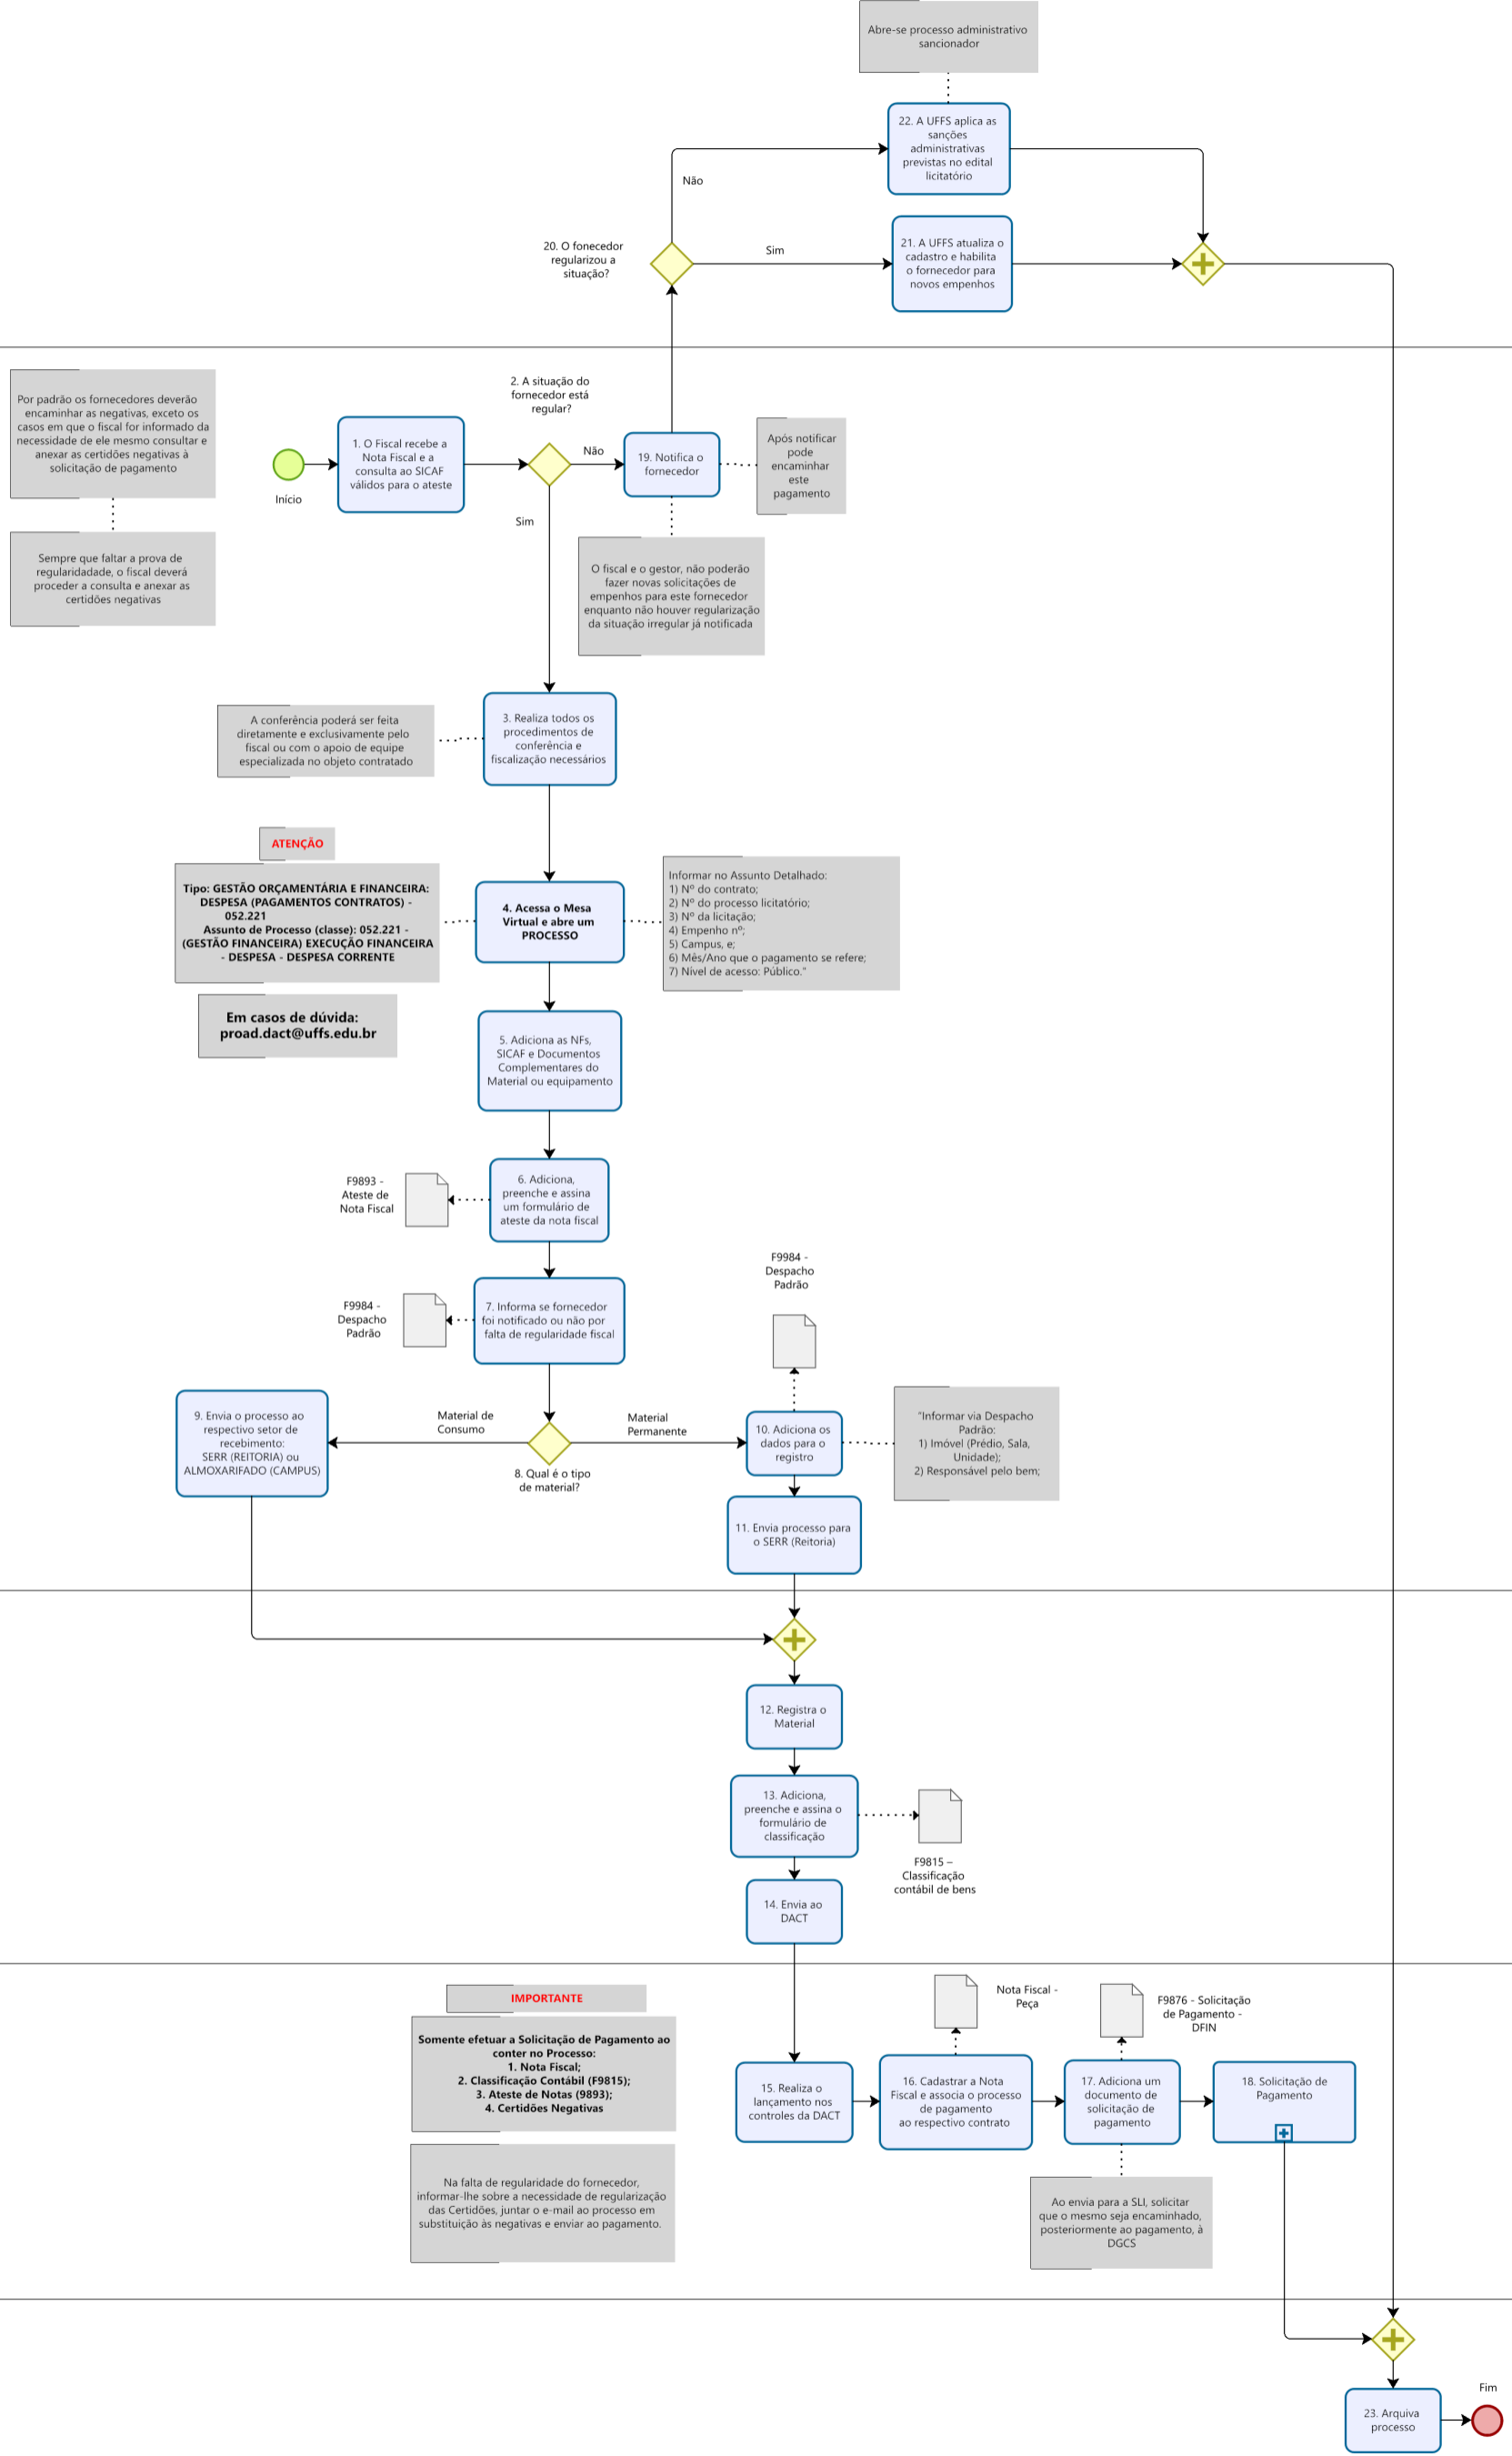 Abre-se processo administrativo
sancionador
22. A UFFS aplica as
sanções
administrativas
previstas no edital
licitatório
Não
20. O fonecedor
regularizou a
situação?
Sim
21. A UFFS atualiza o
cadastro e habilita
o fornecedor para
novos empenhos
Por padrão os fornecedores deverão
encaminhar as negativas, exceto os
casos em que o fiscal for informado da
necessidade de ele mesmo consultar e
anexar as certidões negativas à
solicitação de pagamento
Início
1. O Fiscal recebe a
Nota Fiscal e a
consulta ao SICAF
válidos para o ateste
2. A situação do
fornecedor está
regular?
Não
Sim
19. Notifica o
fornecedor
Após notificar
pode
encaminhar
este
pagamento
Sempre que faltar a prova de
regularidadade, o fiscal deverá
proceder a consulta e anexar as
certidões negativas
O fiscal e o gestor, não poderão
fazer novas solicitações de
empenhos para este fornecedor
enquanto não houver regularização
da situação irregular já notificada
A conferência poderá ser feita
diretamente e exclusivamente pelo
fiscal ou com o apoio de equipe
especializada no objeto contratado
3. Realiza todos os
procedimentos de
conferência e
fiscalização necessários
ATENÇÃO
Tipo: GESTÃO ORÇAMENTÁRIA E FINANCEIRA:
DESPESA (PAGAMENTOS CONTRATOS) -
052.221
Assunto de Processo (classe): 052.221 -
(GESTÃO FINANCEIRA) EXECUÇÃO FINANCEIRA
- DESPESA - DESPESA CORRENTE
4. Acessa o Mesa
Virtual e abre um
PROCESSO
Informar no Assunto Detalhado:
1) Nº do contrato;
2) Nº do processo licitatório;
3) Nº da licitação;
4) Empenho nº;
5) Campus, e;
6) Mês/Ano que o pagamento se refere;
7) Nível de acesso: Público."
Em casos de dúvida:
proad.dact@uffs.edu.br
5. Adiciona as NFs,
SICAF e Documentos
Complementares do
Material ou equipamento
F9893 -
Ateste de
Nota Fiscal
6. Adiciona,
preenche e assina
um formulário de
ateste da nota fiscal
F9984 -
Despacho
Padrão
7. Informa se fornecedor
foi notificado ou não por
falta de regularidade fiscal
F9984 -
Despacho
Padrão
9. Envia o processo ao
respectivo setor de
recebimento:
SERR (REITORIA) ou
ALMOXARIFADO (CAMPUS)
Material de
Consumo
8. Qual é o tipo
de material?
Material
Permanente
10. Adiciona os
dados para o
registro
"Informar via Despacho
Padrão:
1) Imóvel (Prédio, Sala,
Unidade);
2) Responsável pelo bem;
11. Envia processo para
o SERR (Reitoria)
12. Registra o
Material
13. Adiciona,
preenche e assina o
formulário de
classificação
F9815 –
Classificação
contábil de bens
14. Envia ao
DACT
IMPORTANTE
Somente efetuar a Solicitação de Pagamento ao
conter no Processo:
1. Nota Fiscal;
2. Classificação Contábil (F9815);
3. Ateste de Notas (9893);
4. Certidões Negativas
Na falta de regularidade do fornecedor,
informar-lhe sobre a necessidade de regularização
das Certidões, juntar o e-mail ao processo em
substituição às negativas e enviar ao pagamento.
15. Realiza o
lançamento nos
controles da DACT
Nota Fiscal -
Peça
16. Cadastrar a Nota
Fiscal e associa o processo
de pagamento
ao respectivo contrato
F9876 - Solicitação
de Pagamento -
DFIN
17. Adiciona um
documento de
solicitação de
pagamento
18. Solicitação de
Pagamento
Ao envia para a SLI, solicitar
que o mesmo seja encaminhado,
posteriormente ao pagamento, à
DGCS
23. Arquiva
processo
Fim